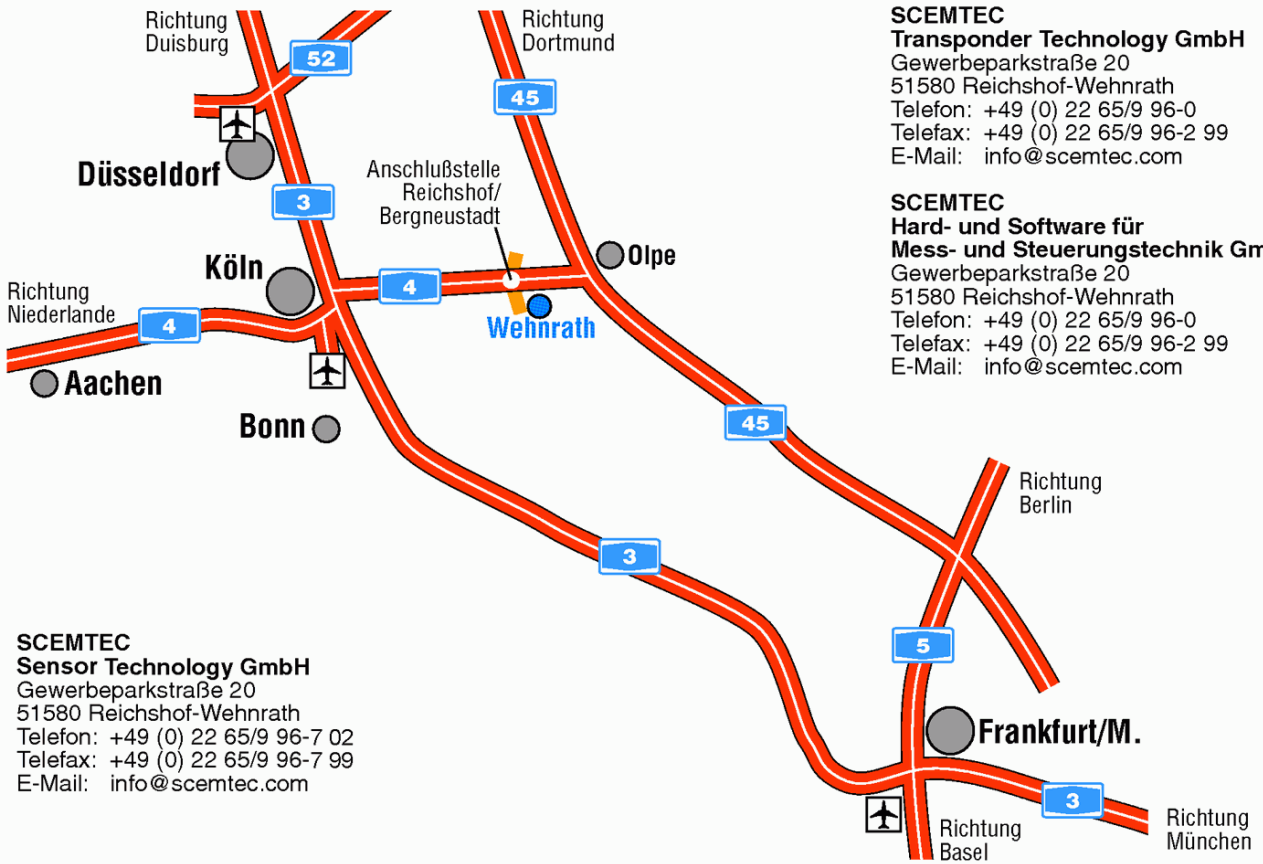 Richtung
Duisburg
52
Richtung
Dortmund
45
SCEMTEC
Transponder Technology GmbH
Gewerbeparkstraße 20
51580 Reichshof-Wehnrath
Telefon: +49 (0) 22 65/9 96-0
Telefax: +49 (0) 22 65/9 96-2 99
E-Mail: info@scemtec.com
Düsseldorf
3
Anschlußstelle
Reichshof/
Bergneustadt
SCEMTEC
Hard- und Software für
Mess- und Steuerungstechnik Gm
Gewerbeparkstraße 20
51580 Reichshof-Wehnrath
Telefon: +49 (0) 22 65/9 96-0
Telefax: +49 (0) 22 65/9 96-2 99
E-Mail: info@scemtec.com
Köln
4
Olpe
Wehnrath
Richtung
Niederlande
4
Aachen
Bonn
45
Richtung
Berlin
3
5
SCEMTEC
Sensor Technology GmbH
Gewerbeparkstraße 20
51580 Reichshof-Wehnrath
Telefon: +49 (0) 22 65/9 96-7 02
Telefax: +49 (0) 22 65/9 96-7 99
E-Mail: info@scemtec.com
Frankfurt/M.
3
Richtung
Basel
Richtung
München